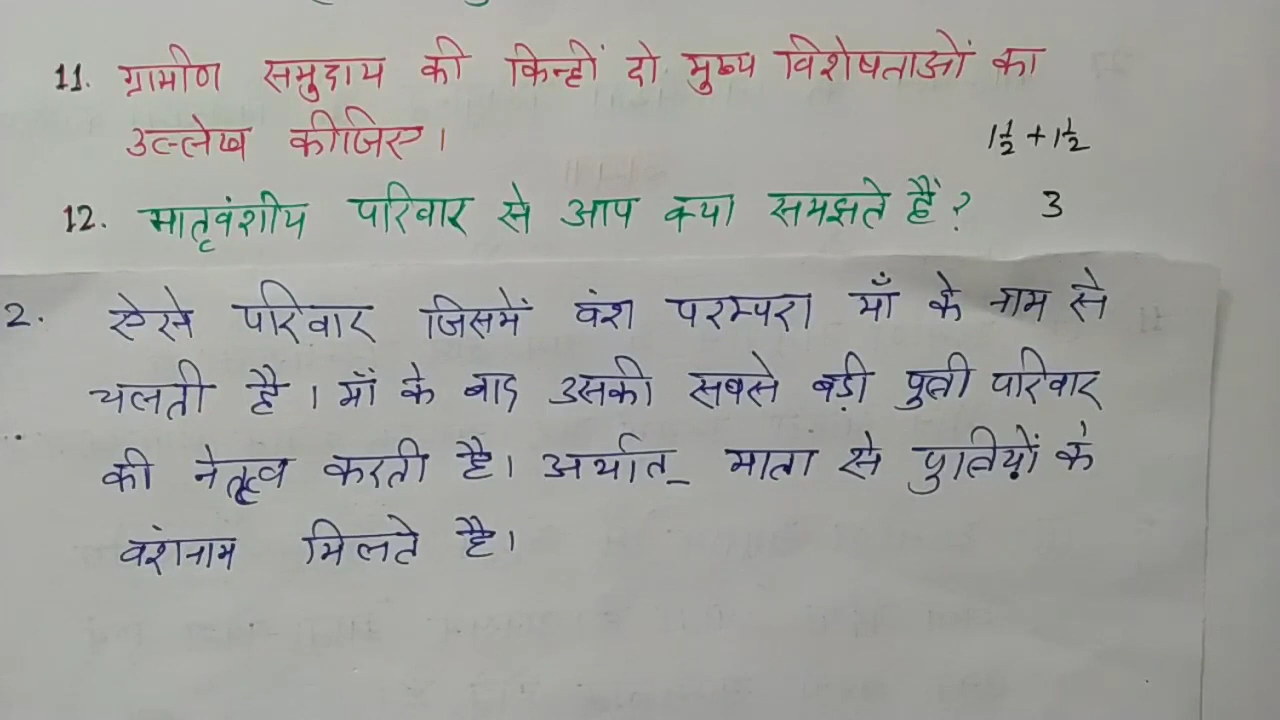 11. ग्रामीण समुदाय की किन्हीं दो मुख्य विशेषताओं का
उल्लेख कीजिए। 1½ + 1½
12. मातृवंशीय परिवार से आप क्या समझते हैं? 3
2. ऐसे परिवार जिसमें वंश परम्परा माँ के नाम से
चलती है। माँ के बाद उसकी सबसे बड़ी पुत्री परिवार
की नेतृत्व करती है। अर्थात् माता से पुत्रियों के
वंशनाम मिलते है।